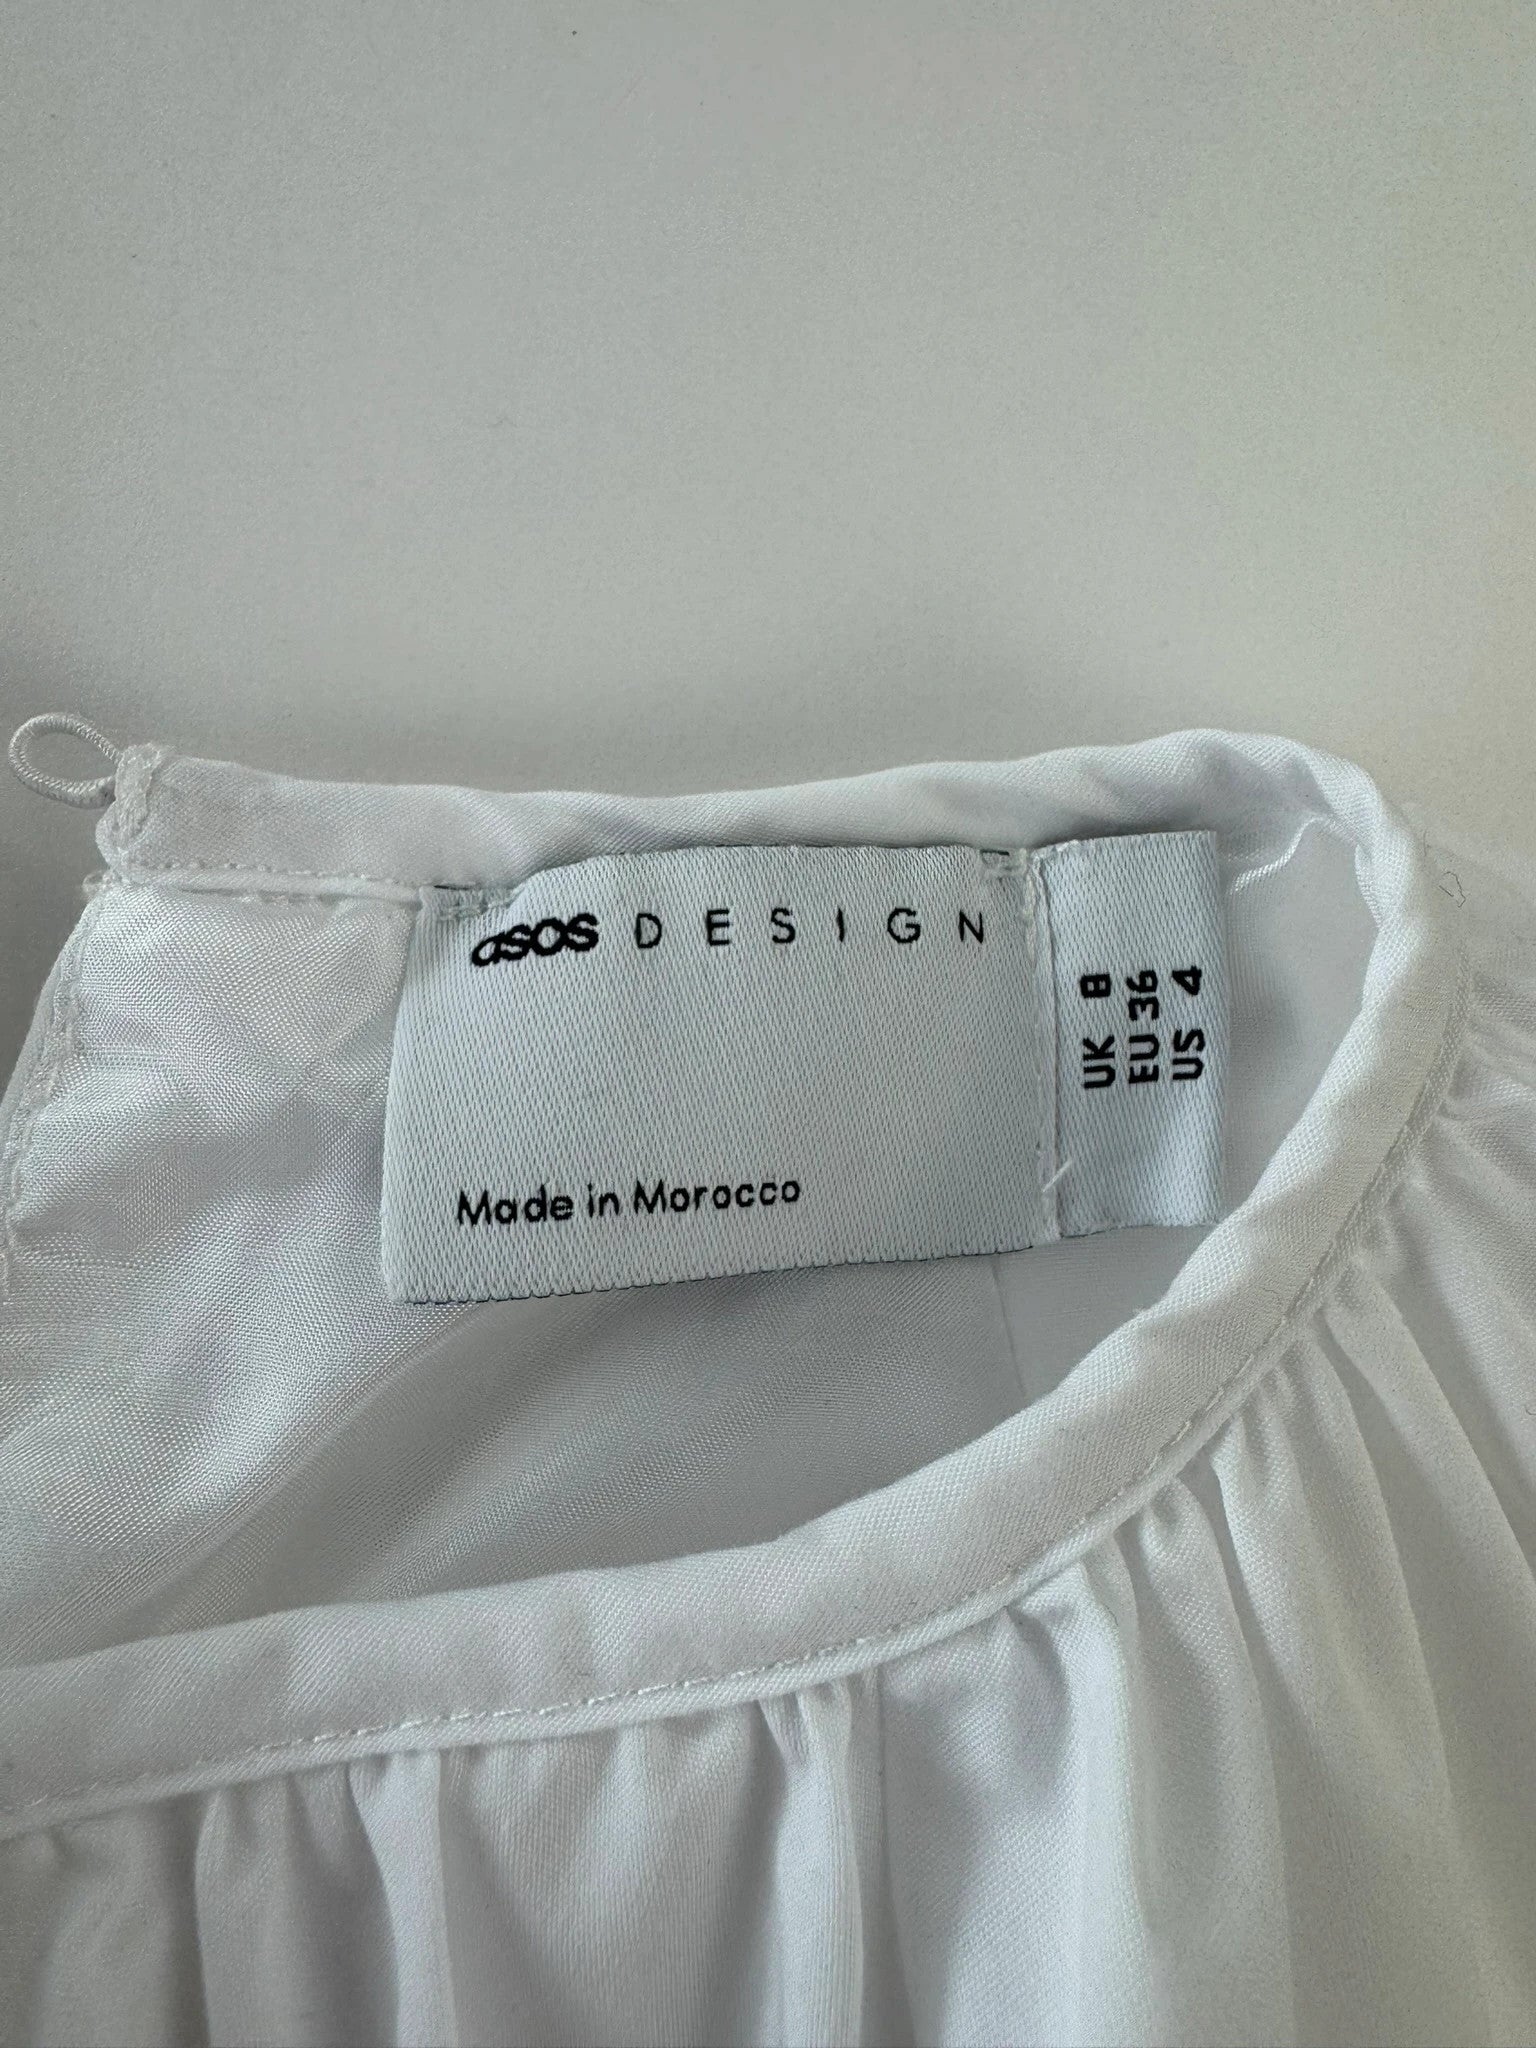 asos DESIGN
Made in Morocco
UK 8
EU 36
US 4